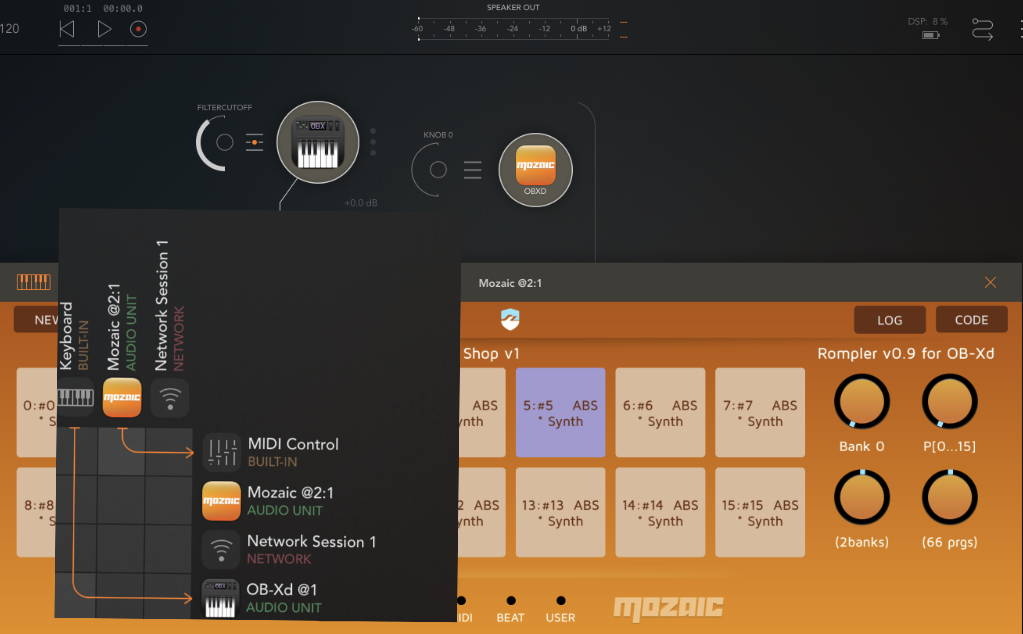 SPEAKER OUT
001:1 00:00.0
120
-60 -48 -36 -24 -12 0 dB +12
DSP: 8 %
FILTERCUTOFF
OBX
KNOB 0
mozaic
OBXD
+0.0 dB
Mozaic @2:1
Keyboard
BUILT-IN
Mozaic @2:1
AUDIO UNIT
Network Session 1
NETWORK
mozaic
MIDI Control
BUILT-IN
mozaic
Mozaic @2:1
AUDIO UNIT
Network Session 1
NETWORK
OB-Xd @1
AUDIO UNIT
NEW
LOG
CODE
Shop v1
Rompler v0.9 for OB-Xd
0:#0
* S
ABS
ynth
5:#5 ABS
* Synth
6:#6 ABS
* Synth
7:#7 ABS
* Synth
Bank 0
P[0...15]
8:#8
* S
2 ABS
ynth
13:#13 ABS
* Synth
14:#14 ABS
* Synth
15:#15 ABS
* Synth
(2banks)
(66 prgs)
IDI
BEAT
USER
mozaic